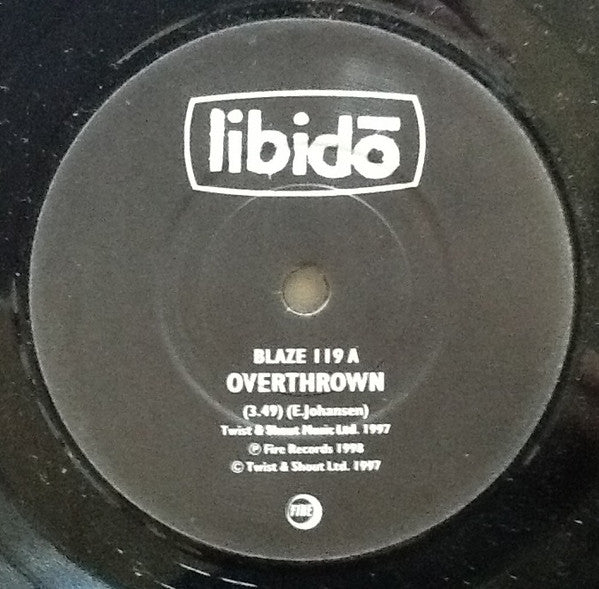 libidō
BLAZE 119 A
OVERTHROWN
(3.49) (E.Johansen)
Twist & Shout Music Ltd. 1997
℗ Fire Records 1998
© Twist & Shout Ltd. 1997
FIRE